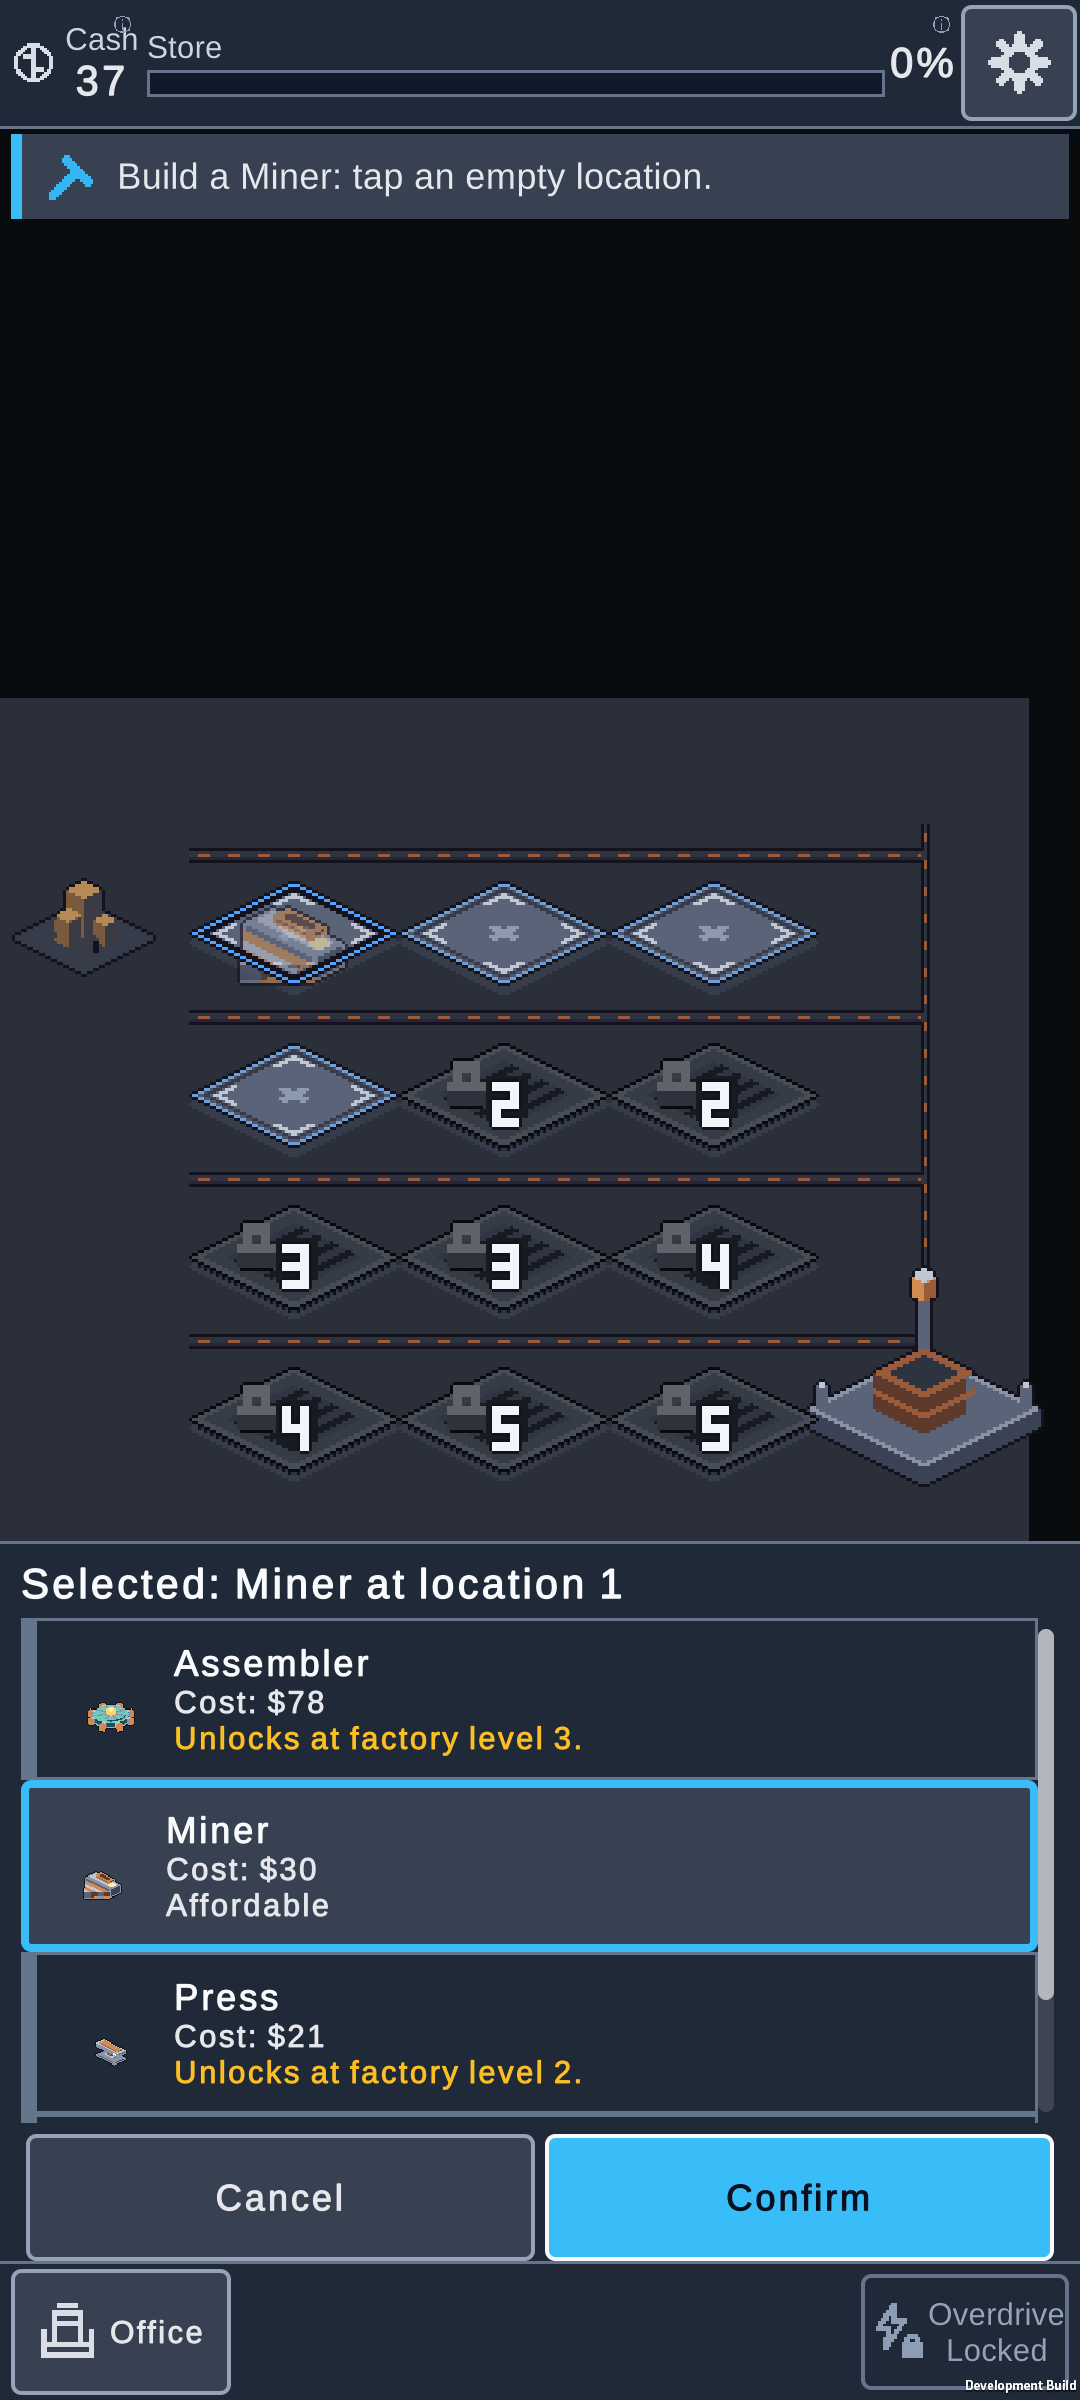 Cash
Store
37
0%
Build a Miner: tap an empty location.
2
2
3
3
4
4
5
5
Selected: Miner at location 1
Assembler
Cost: $78
Unlocks at factory level 3.
Miner
Cost: $30
Affordable
Press
Cost: $21
Unlocks at factory level 2.
Cancel
Confirm
Office
Overdrive
Locked
Development Build